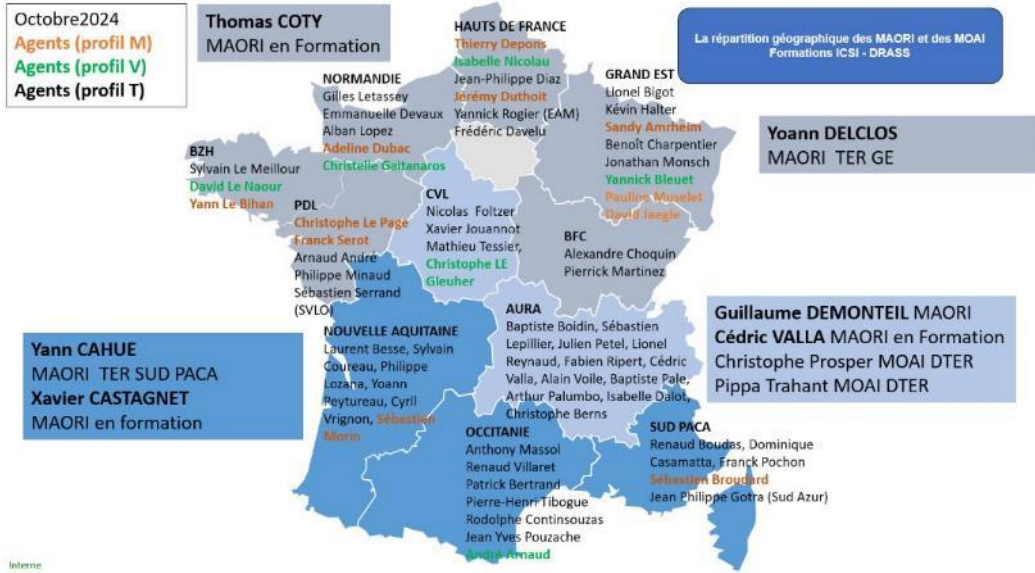 Octobre2024
Agents (profil M)
Agents (profil V)
Agents (profil T)
Thomas COTY
MAORI en Formation
La répartition géographique des MAORI et des MOAI
Formations ICSI - DRASS
HAUTS DE FRANCE
Thierry Depons
Isabelle Nicolau
Jean-Philippe Diaz
Jérémy Duthoit
Yannick Rogier (EAM)
Frédéric Davelu
NORMANDIE
Gilles Letassey
Emmanuelle Devaux
Alban Lopez
Adeline Dubac
Christelle Gaitanaros
GRAND EST
Lionel Bigot
Kévin Halter
Sandy Amrheim
Benoît Charpentier
Jonathan Monsch
Yannick Bleuet
Pauline Muselet
David Jaegle
Yoann DELCLOS
MAORI TER GE
BZH
Sylvain Le Meillour
David Le Naour
Yann Le Bihan
PDL
Christophe Le Page
Franck Serot
Arnaud André
Philippe Minaud
Sébastien Serrand
(SVLO)
CVL
Nicolas Foltzer
Xavier Jouannot
Mathieu Tessier,
Christophe LE
Gleuher
BFC
Alexandre Choquin
Pierrick Martinez
AURA
Baptiste Boidin, Sébastien
Lepillier, Julien Petel, Lionel
Reynaud, Fabien Ripert, Cédric
Valla, Alain Voile, Baptiste Pale,
Arthur Palumbo, Isabelle Dalot,
Christophe Berns
Guillaume DEMONTEIL MAORI
Cédric VALLA MAORI en Formation
Christophe Prosper MOAI DTER
Pippa Trahant MOAI DTER
Yann CAHUE
MAORI TER SUD PACA
Xavier CASTAGNET
MAORI en formation
NOUVELLE AQUITAINE
Laurent Besse, Sylvain
Coureau, Philippe
Lozana, Yoann
Peytureau, Cyril
Vrignon, Sébastien
Morin
OCCITANIE
Anthony Massol
Renaud Villaret
Patrick Bertrand
Pierre-Henri Tibogue
Rodolphe Continsouzas
Jean Yves Pouzache
André Arnaud
SUD PACA
Renaud Boudas, Dominique
Casamatta, Franck Pochon
Sébastien Broudard
Jean Philippe Gotra (Sud Azur)
Interne